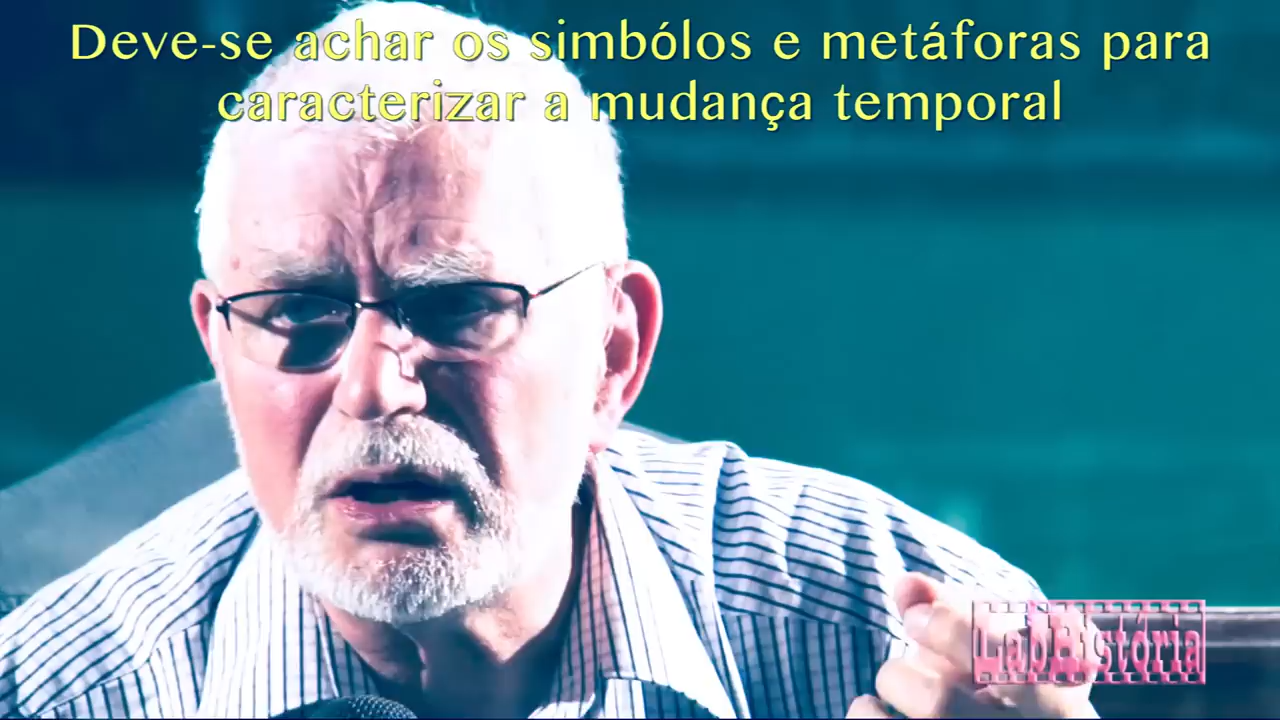 Deve-se achar os simbólos e metáforas para
caracterizar a mudança temporal
LabHistória